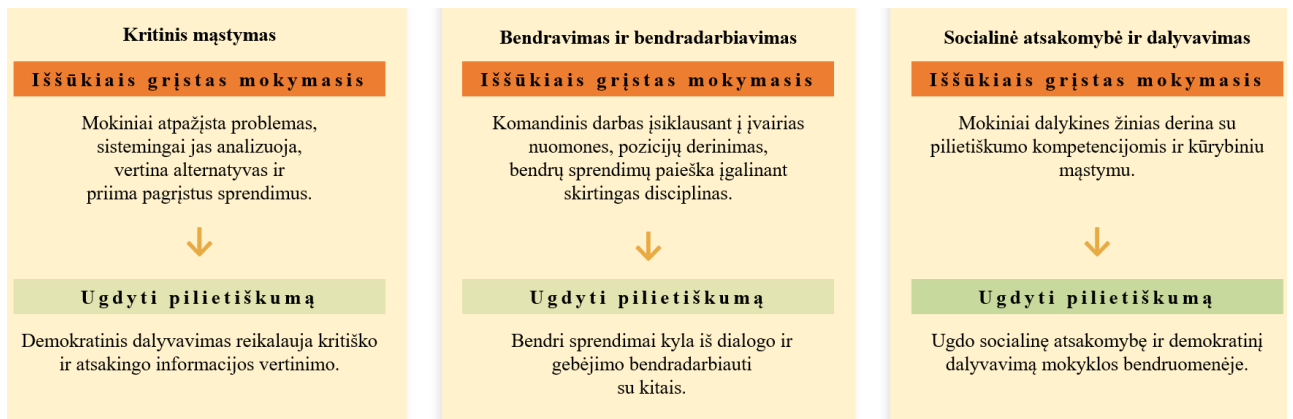 Kritinis mąstymas
Iššūkiais grįstas mokymasis
Mokiniai atpažįsta problemas,
sistemingai jas analizuoja,
vertina alternatyvas ir
priima pagrįstus sprendimus.
Ugdyti pilietiškumą
Demokratinis dalyvavimas reikalauja kritiško
ir atsakingo informacijos vertinimo.
Bendravimas ir bendradarbiavimas
Iššūkiais grįstas mokymasis
Komandinis darbas įsiklausant į įvairias
nuomones, pozicijų derinimas,
bendrų sprendimų paieška įgalinant
skirtingas disciplinas.
Ugdyti pilietiškumą
Bendri sprendimai kyla iš dialogo ir
gebėjimo bendradarbiauti
su kitais.
Socialinė atsakomybė ir dalyvavimas
Iššūkiais grįstas mokymasis
Mokiniai dalykines žinias derina su
pilietiškumo kompetencijomis ir kūrybiniu
mąstymu.
Ugdyti pilietiškumą
Ugdo socialinę atsakomybę ir demokratinį
dalyvavimą mokyklos bendruomenėje.